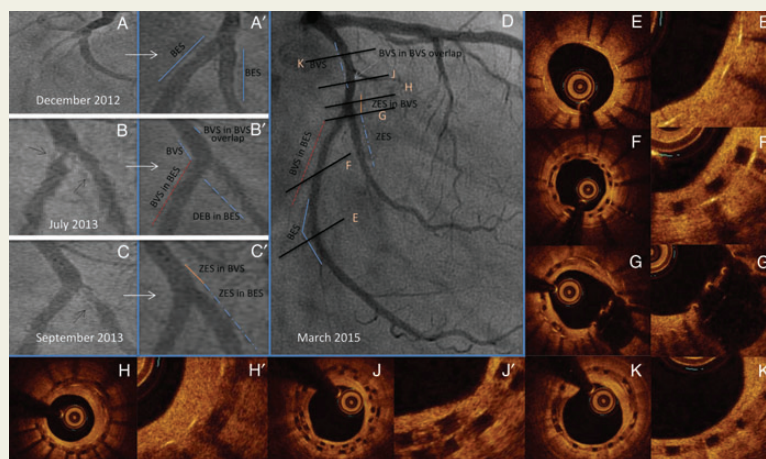 A
A'
BES
BES
December 2012
B
B'
BVS in BVS
overlap
BVS
BVS in BES
DEB in BES
July 2013
C
C'
ZES in BVS
ZES in BES
September 2013
D
BVS in BVS overlap
K
BVS
J
H
ZES in BVS
G
ZES
BVS in BES
F
BES
E
March 2015
E
E
F
F
G
G
H
H'
J
J'
K
K